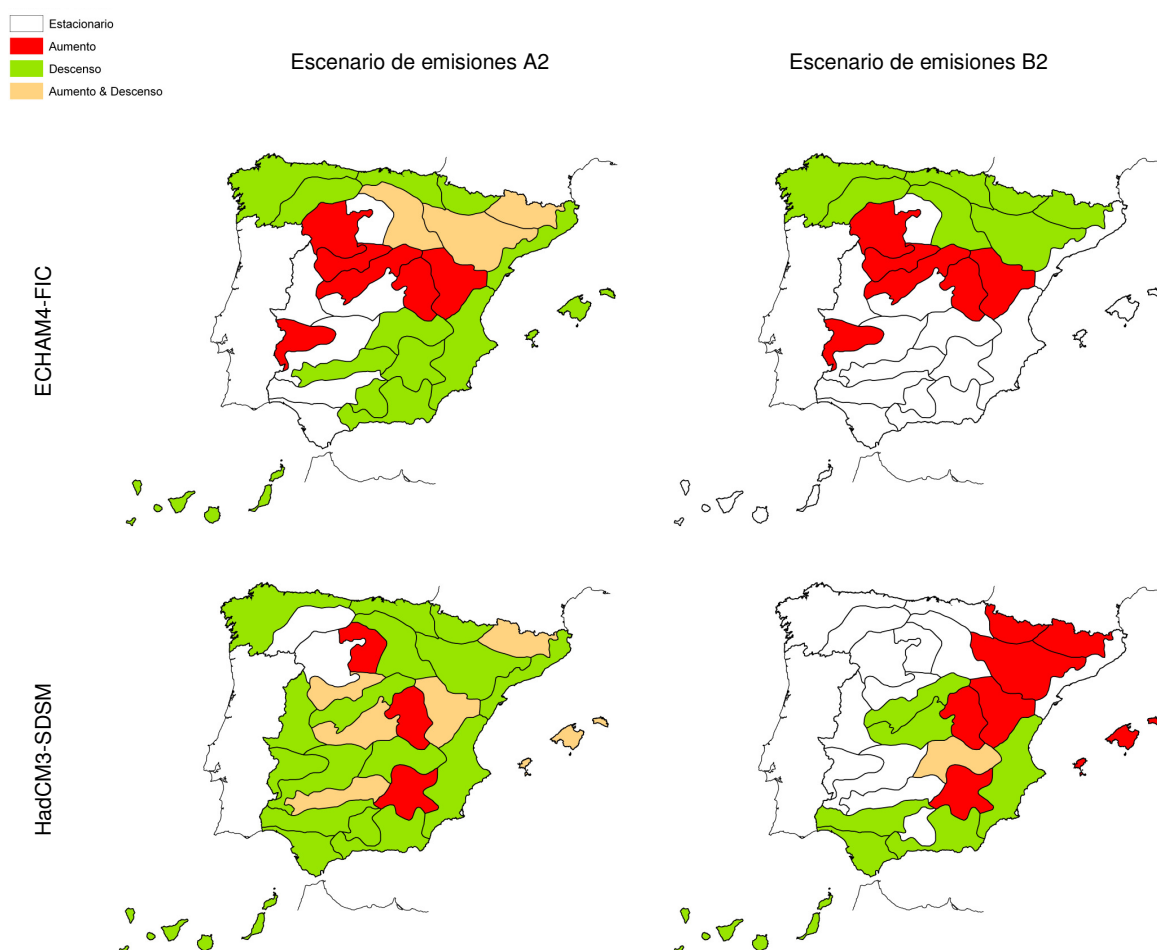 Estacionario
Aumento
Descenso
Aumento & Descenso
Escenario de emisiones A2
Escenario de emisiones B2
ECHAM4-FIC
HadCM3-SDSM